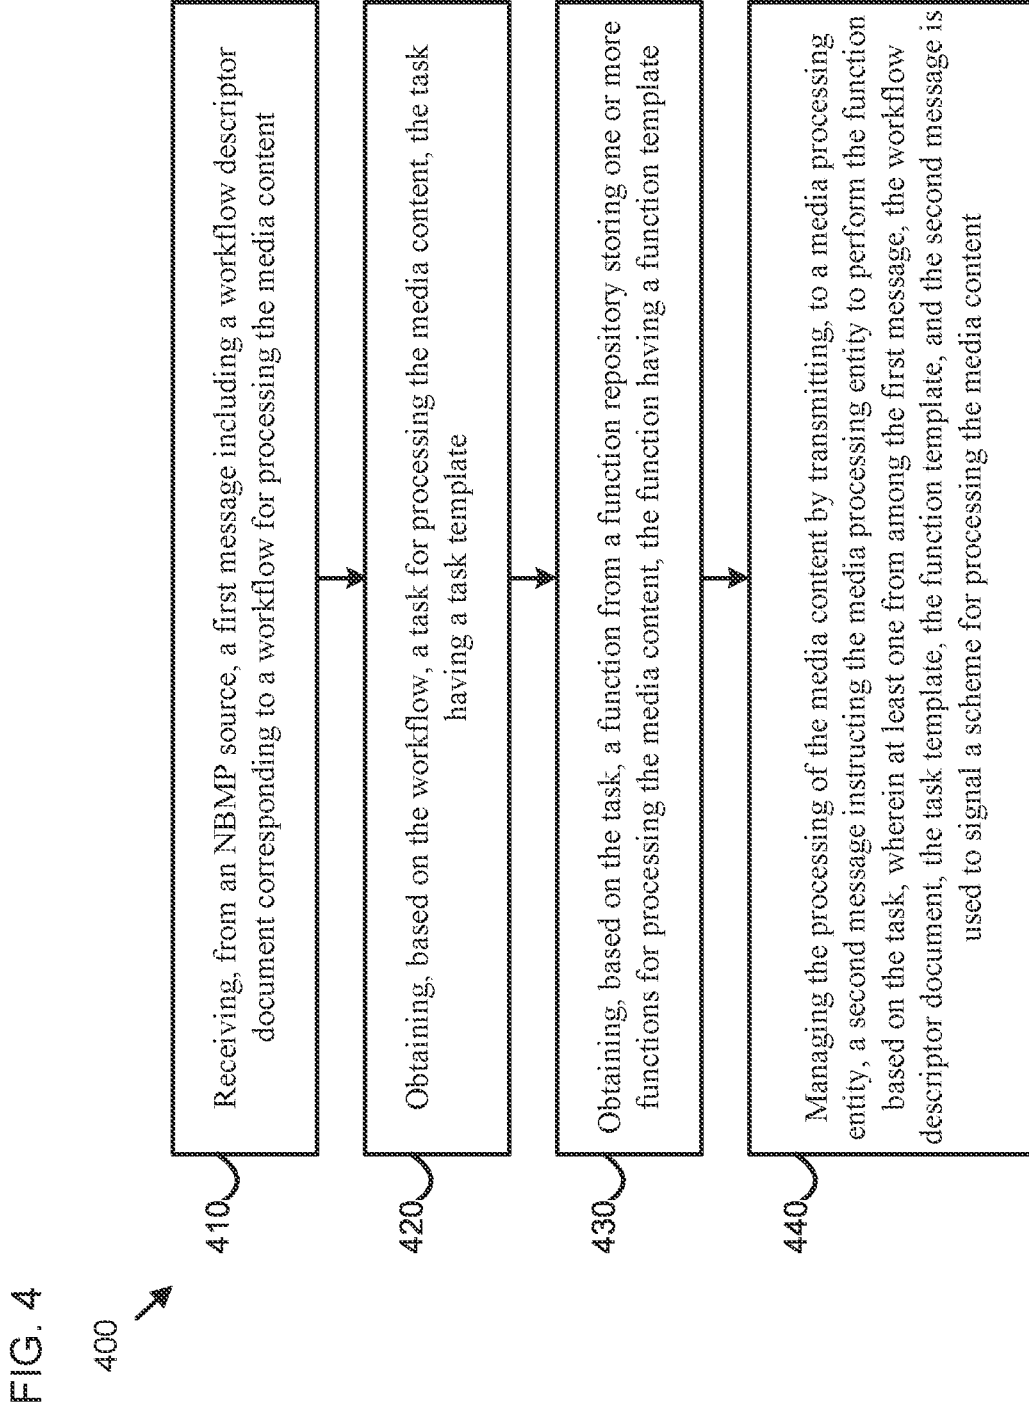 FIG. 4
400
410
Receiving, from an NBMP source, a first message including a workflow descriptor
document corresponding to a workflow for processing the media content
420
Obtaining, based on the workflow, a task for processing the media content, the task
having a task template
430
Obtaining, based on the task, a function from a function repository storing one or more
functions for processing the media content, the function having a function template
440
Managing the processing of the media content by transmitting, to a media processing
entity, a second message instructing the media processing entity to perform the function
based on the task, wherein at least one from among the first message, the workflow
descriptor document, the task template, the function template, and the second message is
used to signal a scheme for processing the media content